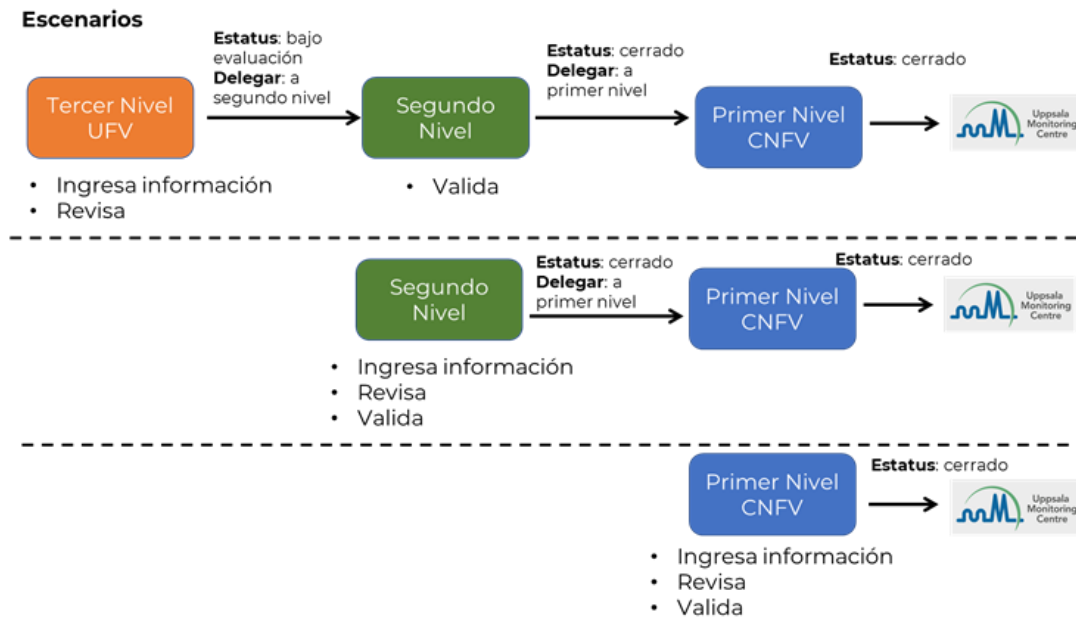 Escenarios
Estatus: bajo
evaluación
Delegar: a
segundo nivel
Estatus: cerrado
Delegar: a
primer nivel
Estatus: cerrado
Tercer Nivel
UFV
Segundo
Nivel
Primer Nivel
CNFV
Uppsala
Monitoring
Centre
• Ingresa información
• Revisa
• Valida
Estatus: cerrado
Delegar: a
primer nivel
Estatus: cerrado
Segundo
Nivel
Primer Nivel
CNFV
Uppsala
Monitoring
Centre
• Ingresa información
• Revisa
• Valida
Primer Nivel
CNFV
Estatus: cerrado
Uppsala
Monitoring
Centre
• Ingresa información
• Revisa
• Valida